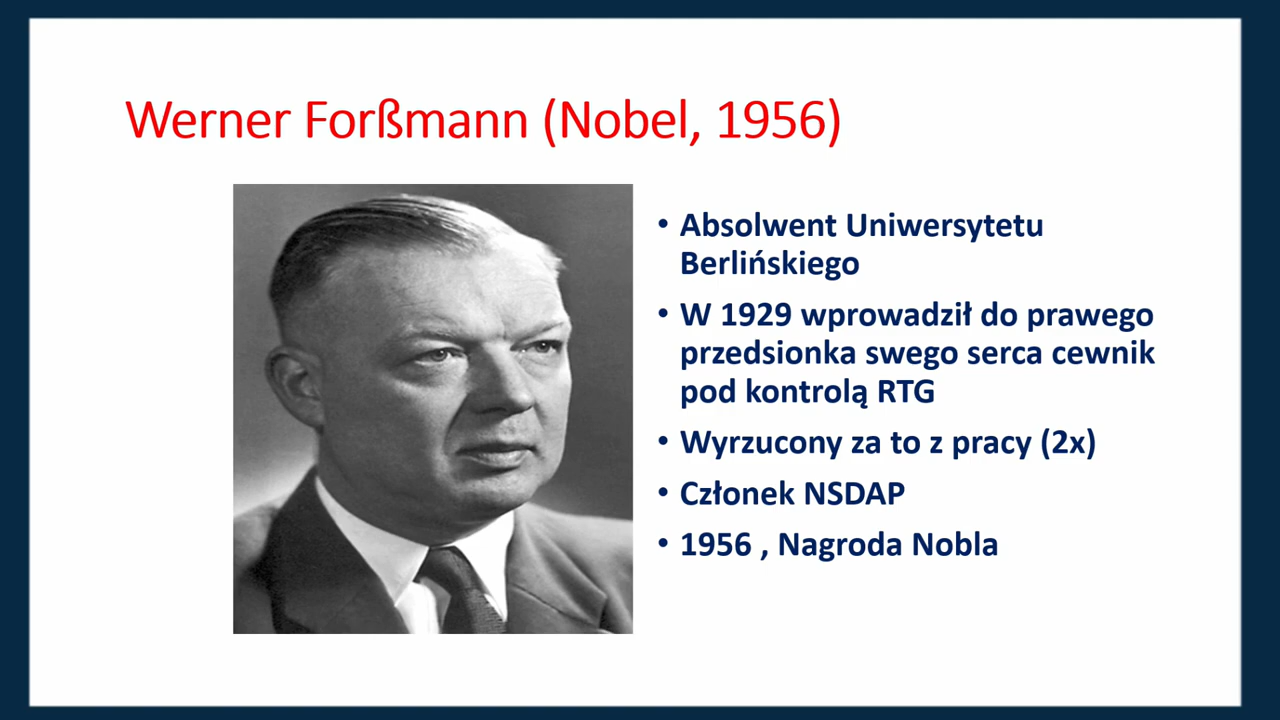 Werner Forßmann (Nobel, 1956)
• Absolwent Uniwersytetu
Berlińskiego
• W 1929 wprowadził do prawego
przedsionka swego serca cewnik
pod kontrolą RTG
• Wyrzucony za to z pracy (2x)
• Członek NSDAP
• 1956 , Nagroda Nobla